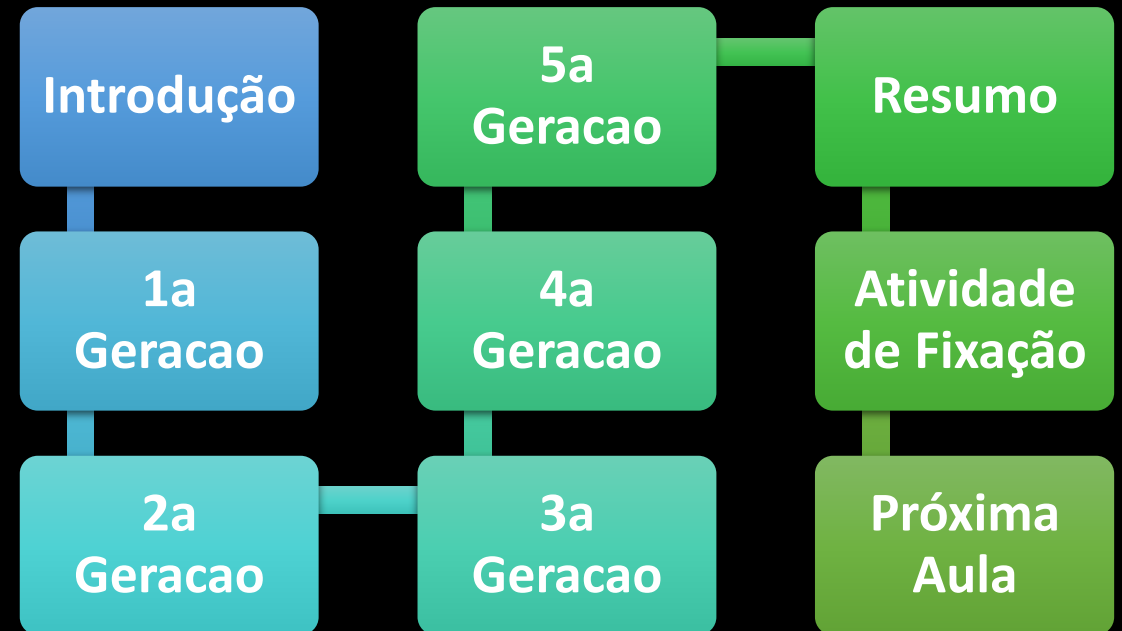 Introdução
1a
Geracao
2a
Geracao
3a
Geracao
4a
Geracao
5a
Geracao
Resumo
Atividade
de Fixação
Próxima
Aula